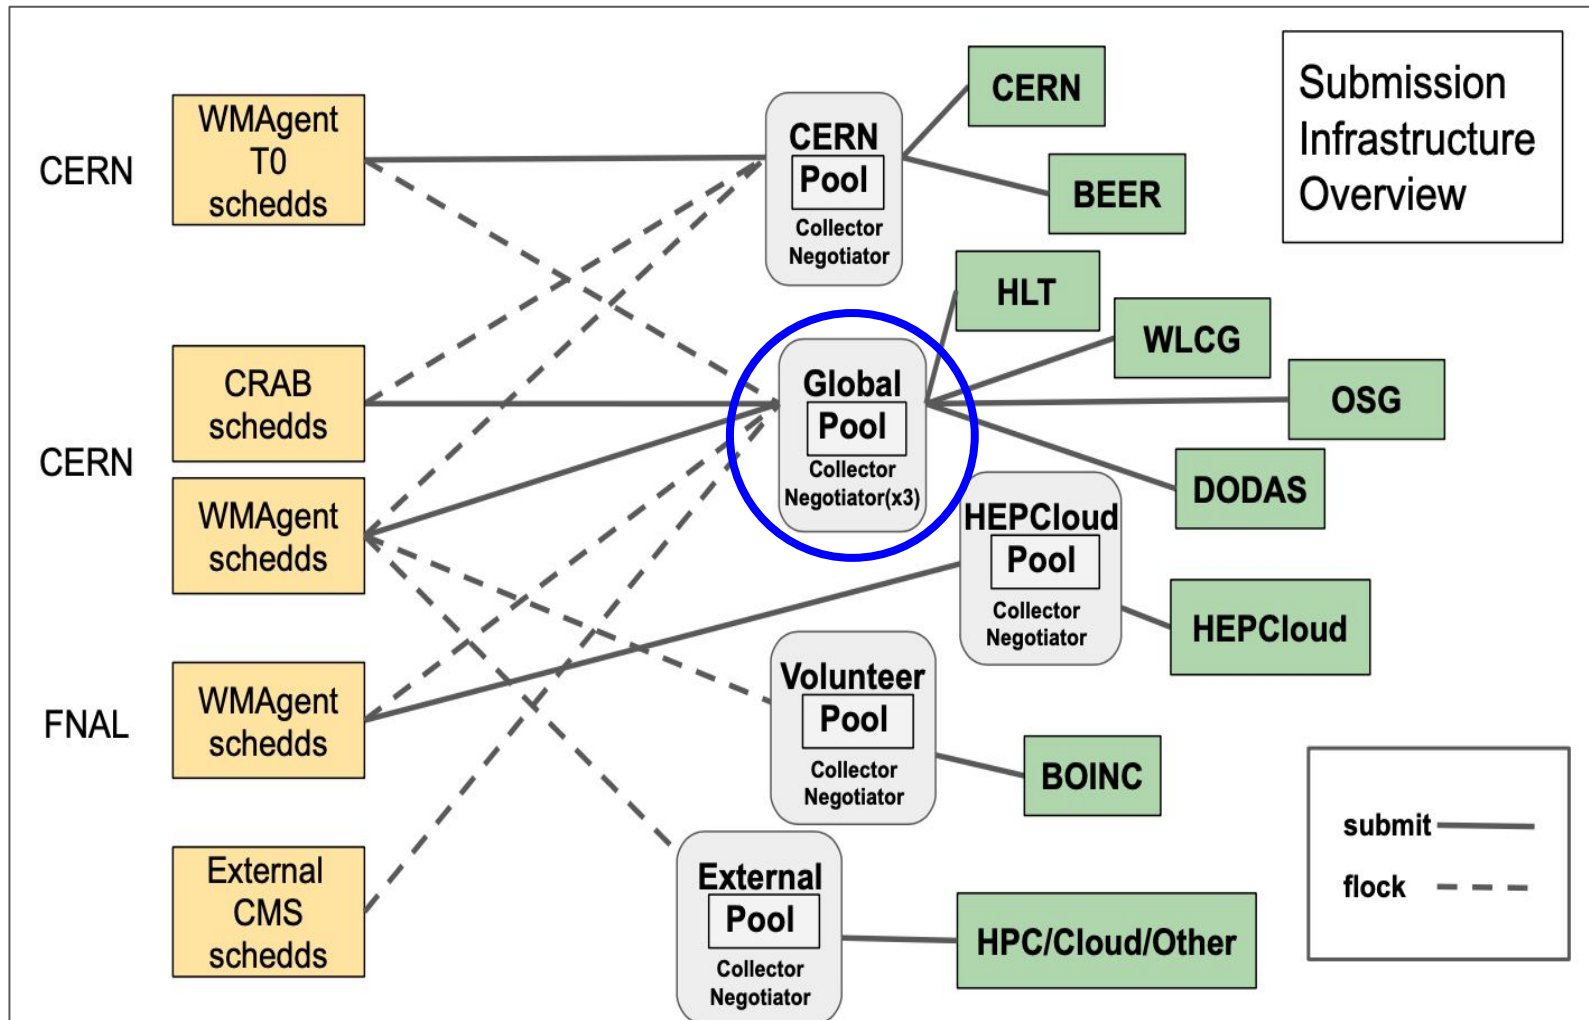 CERN
WMAgent
T0
schedds
CERN
CRAB
schedds
WMAgent
schedds
FNAL
WMAgent
schedds
External
CMS
schedds
CERN
Pool
Collector
Negotiator
Global
Pool
Collector
Negotiator(x3)
HEPCloud
Pool
Collector
Negotiator
Volunteer
Pool
Collector
Negotiator
External
Pool
Collector
Negotiator
CERN
BEER
HLT
WLCG
OSG
DODAS
HEPCloud
BOINC
HPC/Cloud/Other
Submission
Infrastructure
Overview
submit
flock